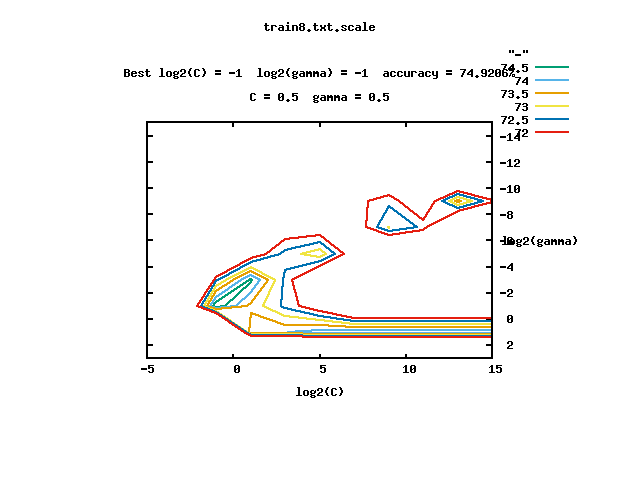 train8.txt.scale
"-"
Best log2(C) = -1  log2(gamma) = -1  accuracy = 74.9206%
C = 0.5  gamma = 0.5
74.5
74
73.5
73
72.5
72
-14
-12
-10
-8
-6
-4
-2
0
2
log2(gamma)
-5 0 5 10 15
log2(C)